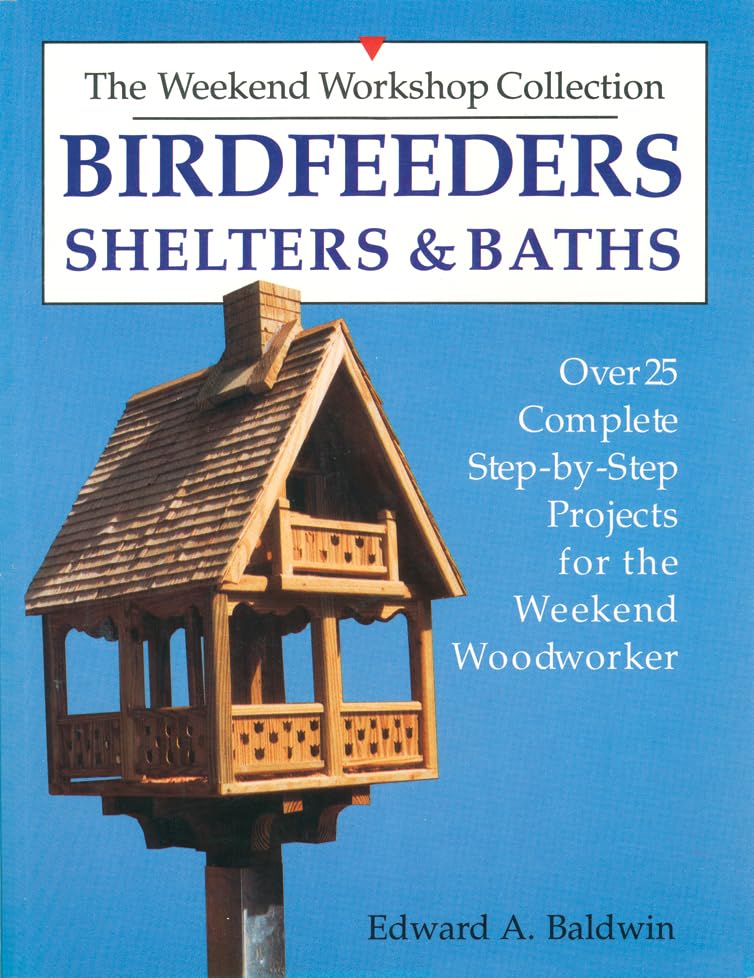 The Weekend Workshop Collection
BIRDFEEDERS
SHELTERS & BATHS
Over 25
Complete
Step-by-Step
Projects
for the
Weekend
Woodworker
Edward A. Baldwin